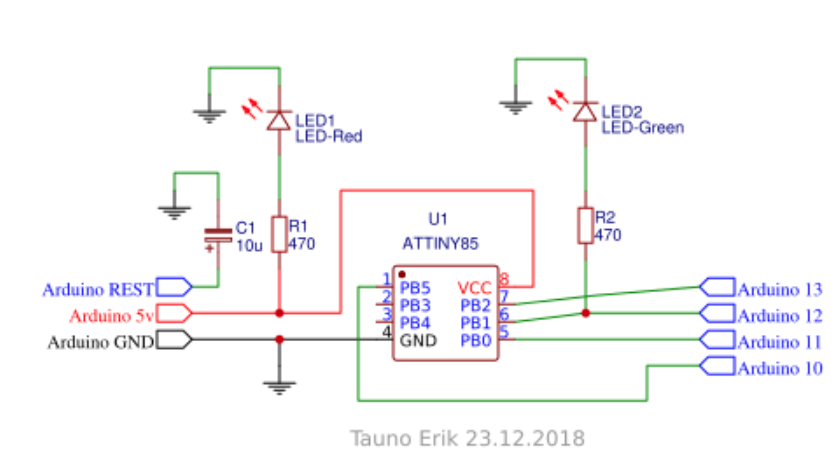 LED1
LED-Red
LED2
LED-Green
C1
10u
R1
470
R2
470
U1
ATTINY85
1 PB5
2 PB3
3 PB4
4 GND
VCC 8
PB2 7
PB1 6
PB0 5
Arduino REST
Arduino 5v
Arduino GND
Arduino 13
Arduino 12
Arduino 11
Arduino 10
Tauno Erik 23.12.2018